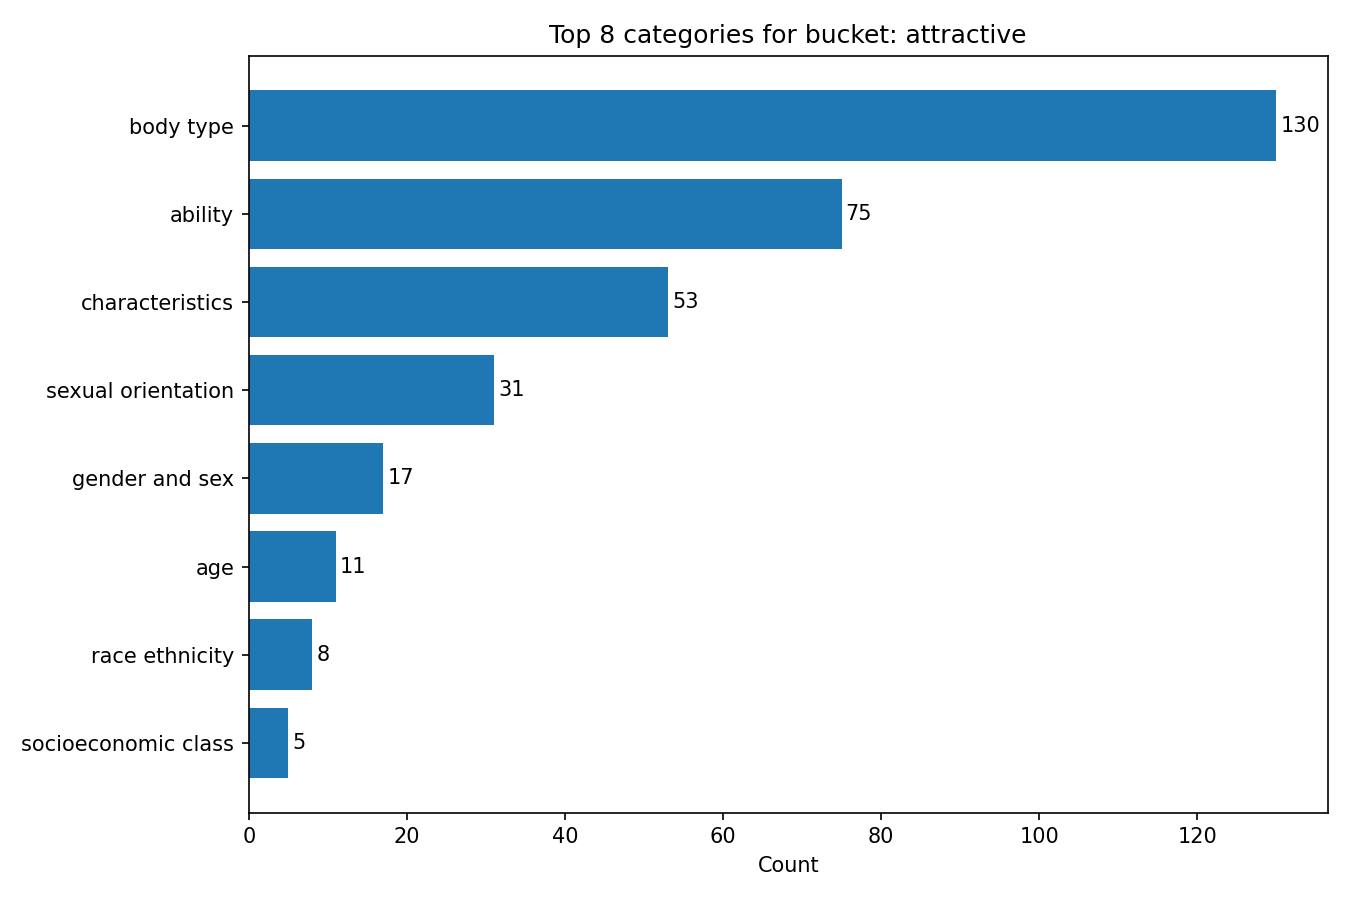 Top 8 categories for bucket: attractive
body type
130
ability
75
characteristics
53
sexual orientation
31
gender and sex
17
age
11
race ethnicity
8
socioeconomic class
5
0 20 40 60 80 100 120
Count